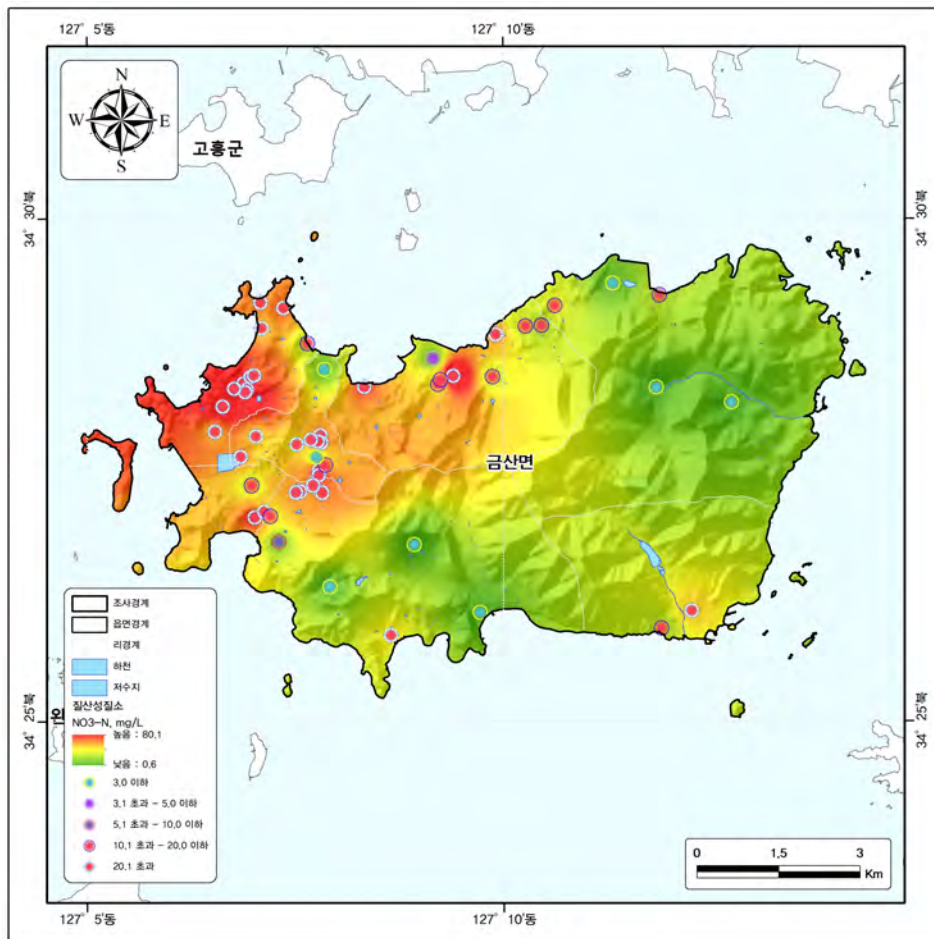 127° 5'동
127° 10'동
N
W
E
S
고흥군
34° 30'북
34° 30'북
금산면
34° 25'북
34° 25'북
조사경계
읍면경계
리경계
하천
저수지
질산성질소
NO3-N, mg/L
높음 : 80.1
낮음 : 0.6
3.0 이하
3.1 초과 - 5.0 이하
5.1 초과 - 10.0 이하
10.1 초과 - 20.0 이하
20.1 초과
0
1.5
3
Km
127° 5'동
127° 10'동